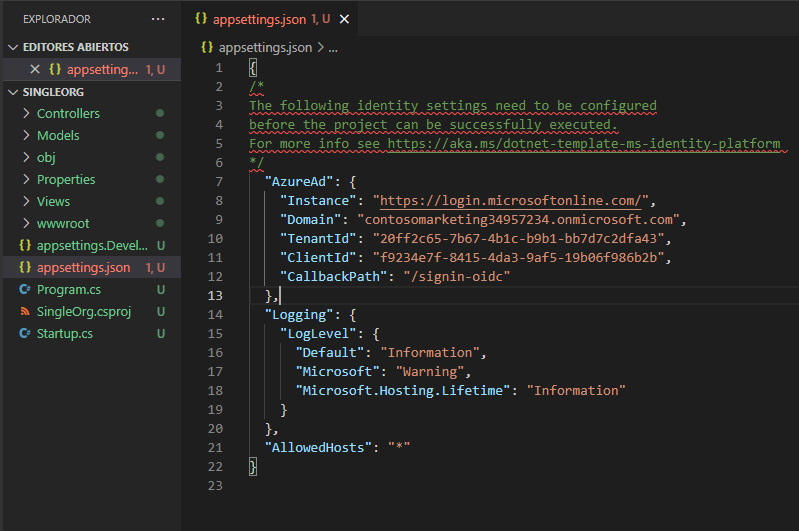 EXPLORADOR ...
EDITORES ABIERTOS
appsetting... 1, U
SINGLEORG
Controllers
Models
obj
Properties
Views
wwwroot
{} appsettings.Devel... U
{} appsettings.json 1, U
C# Program.cs U
SingleOrg.csproj U
C# Startup.cs U
{} appsettings.json 1, U
{} appsettings.json > ...
1 {
2 /*
3 The following identity settings need to be configured
4 before the project can be successfully executed.
5 For more info see https://aka.ms/dotnet-template-ms-identity-platform
6 */
7 "AzureAd": {
8 "Instance": "https://login.microsoftonline.com/",
9 "Domain": "contosomarketing34957234.onmicrosoft.com",
10 "TenantId": "20ff2c65-7b67-4b1c-b9b1-bb7d7c2dfa43",
11 "ClientId": "f9234e7f-8415-4da3-9af5-19b06f986b2b",
12 "CallbackPath": "/signin-oidc"
13 },
14 "Logging": {
15 "LogLevel": {
16 "Default": "Information",
17 "Microsoft": "Warning",
18 "Microsoft.Hosting.Lifetime": "Information"
19 }
20 },
21 "AllowedHosts": "*"
22 }
23